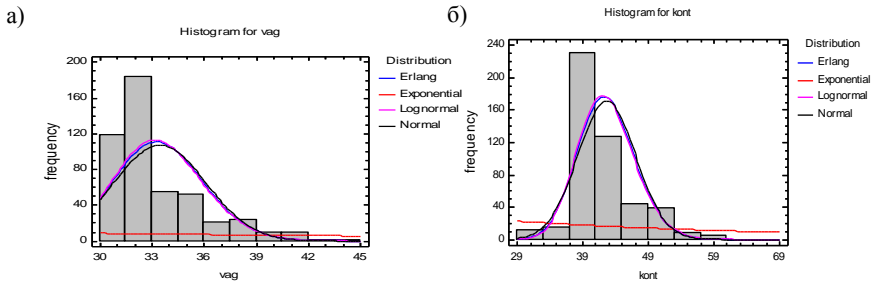 а)
Histogram for vag
frequency
200
160
120
80
40
0
30 33 36 39 42 45
vag
Distribution
Erlang
Exponential
Lognormal
Normal
б)
Histogram for kont
frequency
240
200
160
120
80
40
0
29 39 49 59 69
kont
Distribution
Erlang
Exponential
Lognormal
Normal